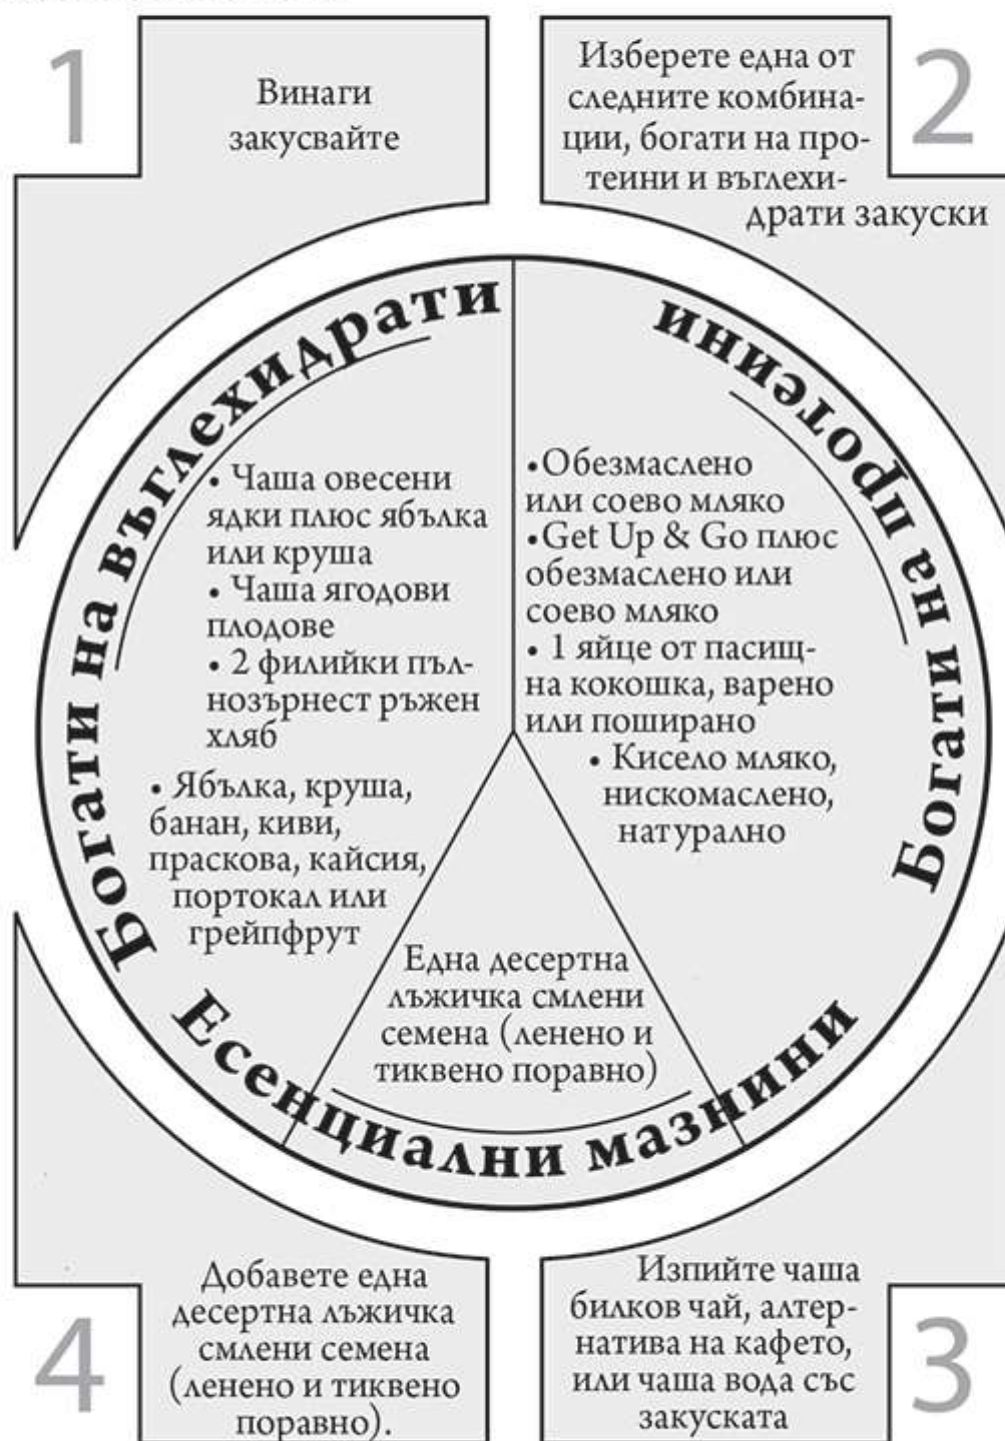 1
Винаги
закусвайте
2
Изберете една от
следните комбина-
ции, богати на про-
теини и въглехи-
драти закуски
Богати на въглехидрати
• Чаша овесени
ядки плюс ябълка
или круша
• Чаша ягодови
плодове
• 2 филийки пъл-
нозърнест ръжен
хляб
• Ябълка, круша,
банан, киви,
праскова, кайсия,
портокал или
грейпфрут
Богати на протеини
•Обезмаслено
или соево мляко
•Get Up & Go плюс
обезмаслено или
соево мляко
• 1 яйце от пасищ-
на кокошка, варено
или поширано
• Кисело мляко,
нискомаслено,
натурално
Една десертна
лъжичка смлени
семена (ленено и
тиквено поравно)
Есенциални мазнини
4
Добавете една
десертна лъжичка
смлени семена
(ленено и тиквено
поравно).
3
Изпийте чаша
билков чай, алтер-
натива на кафето,
или чаша вода със
закуската